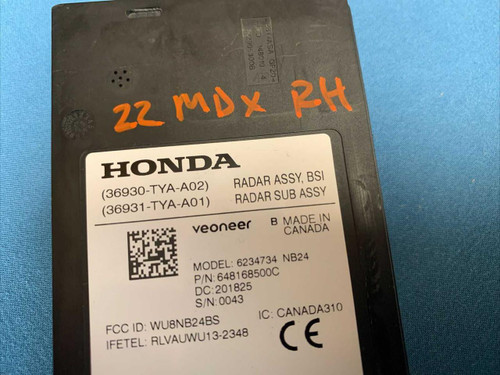 22 MDX RH
HONDA
(36930-TYA-A02) RADAR ASSY, BSI
(36931-TYA-A01) RADAR SUB ASSY
veoneer B MADE IN
CANADA
MODEL: 6234734 NB24
P/N: 648168500C
DC: 201825
S/N: 0043
FCC ID: WU8NB24BS IC: CANADA310
IFETEL: RLVAUWU13-2348
CE